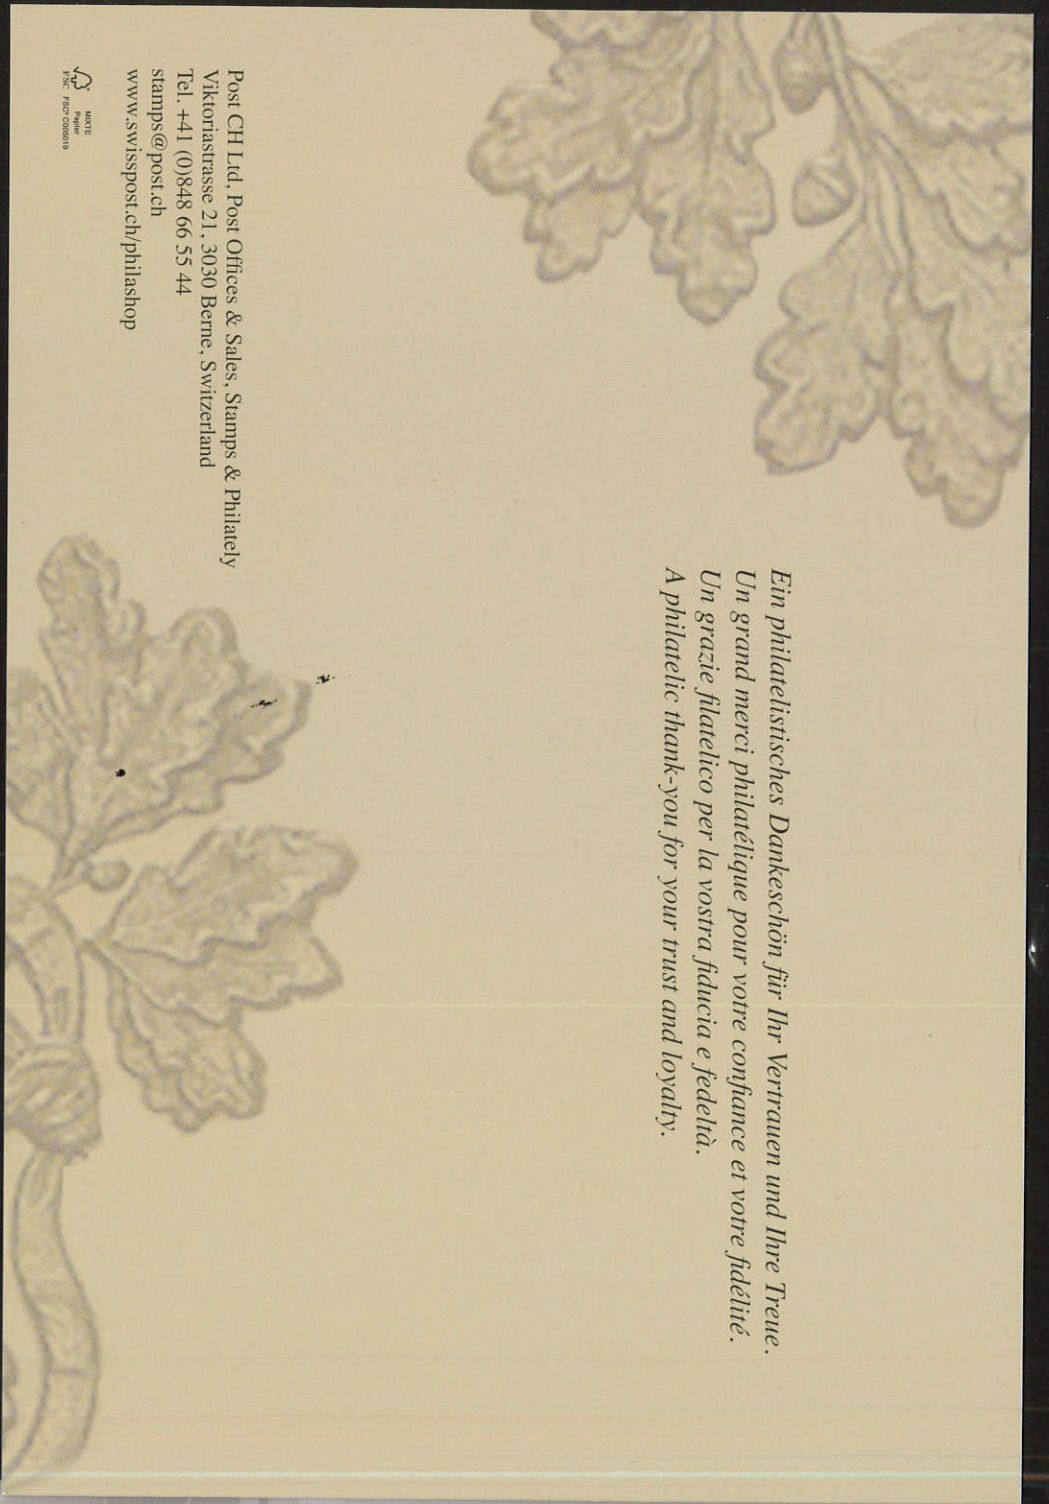 Ein philatelistisches Dankeschön für Ihr Vertrauen und Ihre Treue.
Un grand merci philatélique pour votre confiance et votre fidélité.
Un grazie filatelico per la vostra fiducia e fedeltà.
A philatelic thank-you for your trust and loyalty.
Post CH Ltd, Post Offices & Sales, Stamps & Philately
Viktoriastrasse 21, 3030 Berne, Switzerland
Tel. +41 (0)848 66 55 44
stamps@post.ch
www.swisspost.ch/philashop
MIXTE
Papier
FSC FSC® C005019